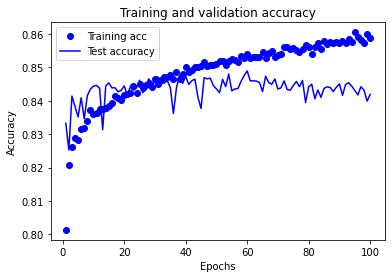 Training and validation accuracy
Training acc
Test accuracy
Accuracy
0.86
0.85
0.84
0.83
0.82
0.81
0.80
0
20
40
60
80
100
Epochs